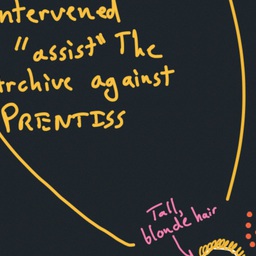 ntervened
"assist" The
rchive against
PRENTISS
Tall,
blonde hair